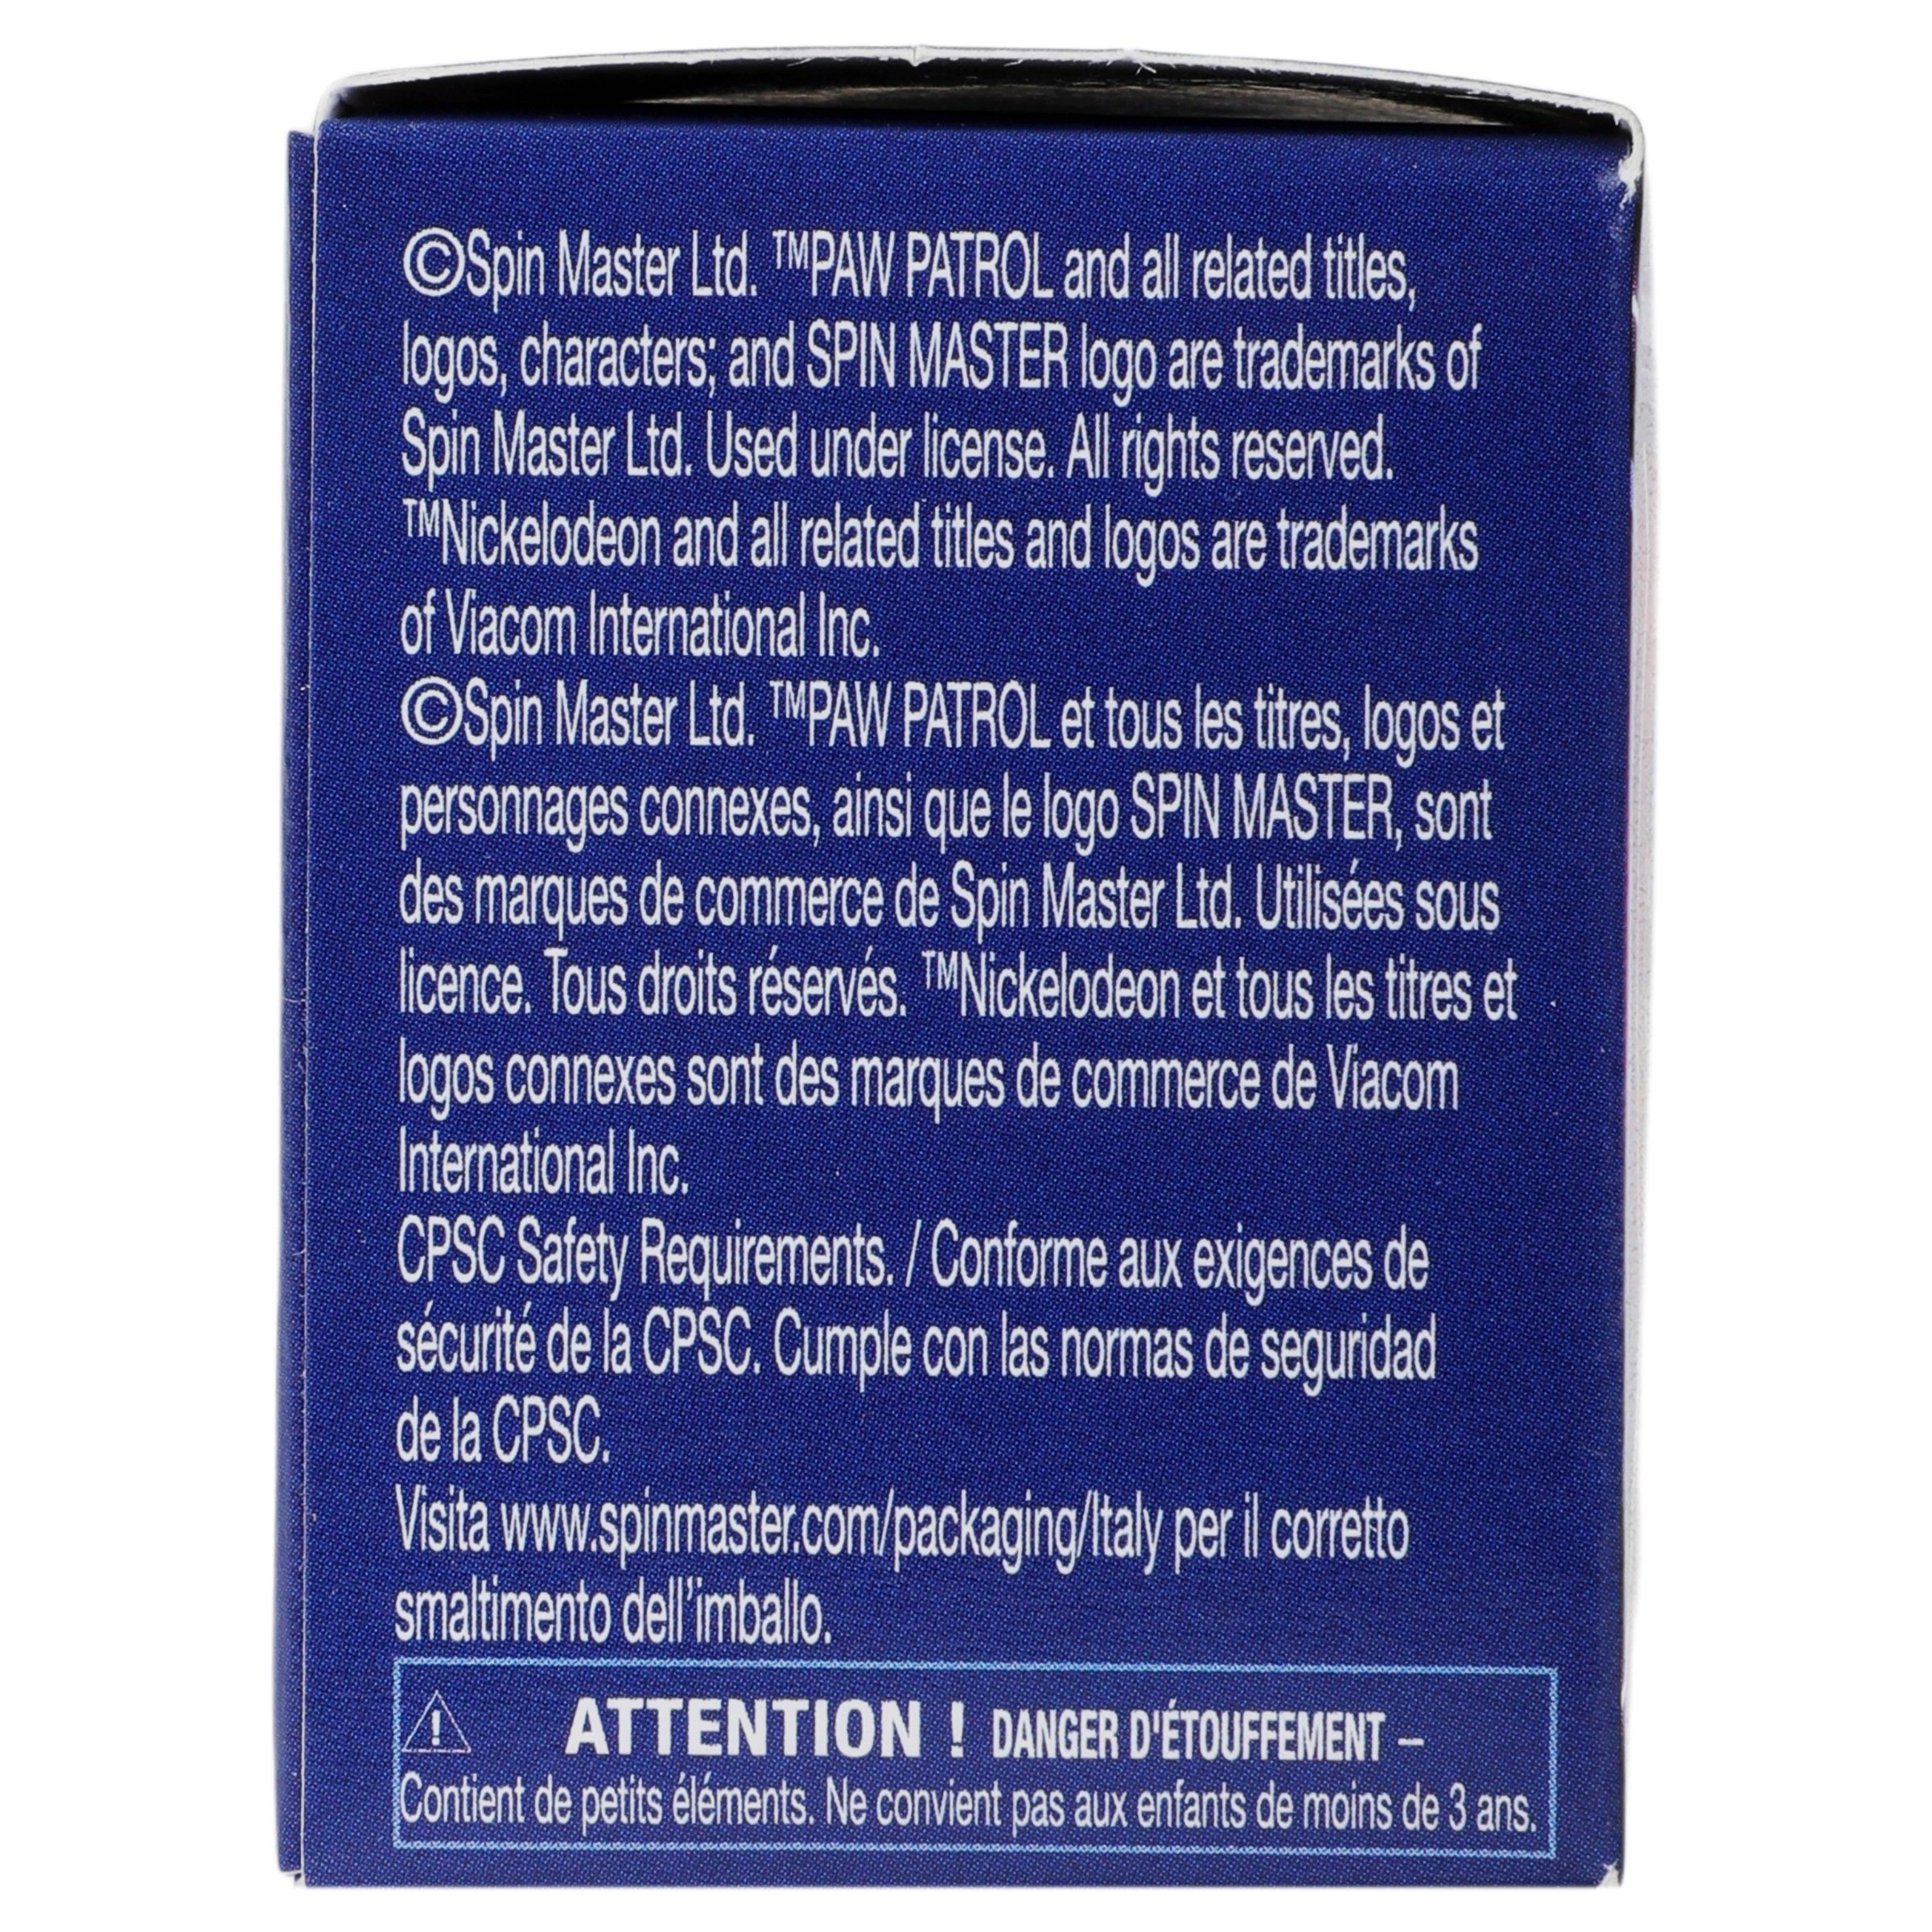 ©Spin Master Ltd. ™PAW PATROL and all related titles,
logos, characters; and SPIN MASTER logo are trademarks of
Spin Master Ltd. Used under license. All rights reserved.
™Nickelodeon and all related titles and logos are trademarks
of Viacom International Inc.
©Spin Master Ltd. ™PAW PATROL et tous les titres, logos et
personnages connexes, ainsi que le logo SPIN MASTER, sont
des marques de commerce de Spin Master Ltd. Utilisées sous
licence. Tous droits réservés. ™Nickelodeon et tous les titres et
logos connexes sont des marques de commerce de Viacom
International Inc.
CPSC Safety Requirements. / Conforme aux exigences de
sécurité de la CPSC. Cumple con las normas de seguridad
de la CPSC.
Visita www.spinmaster.com/packaging/Italy per il corretto
smaltimento dell'imballo.
! ATTENTION ! DANGER D'ÉTOUFFEMENT –
Contient de petits éléments. Ne convient pas aux enfants de moins de 3 ans.